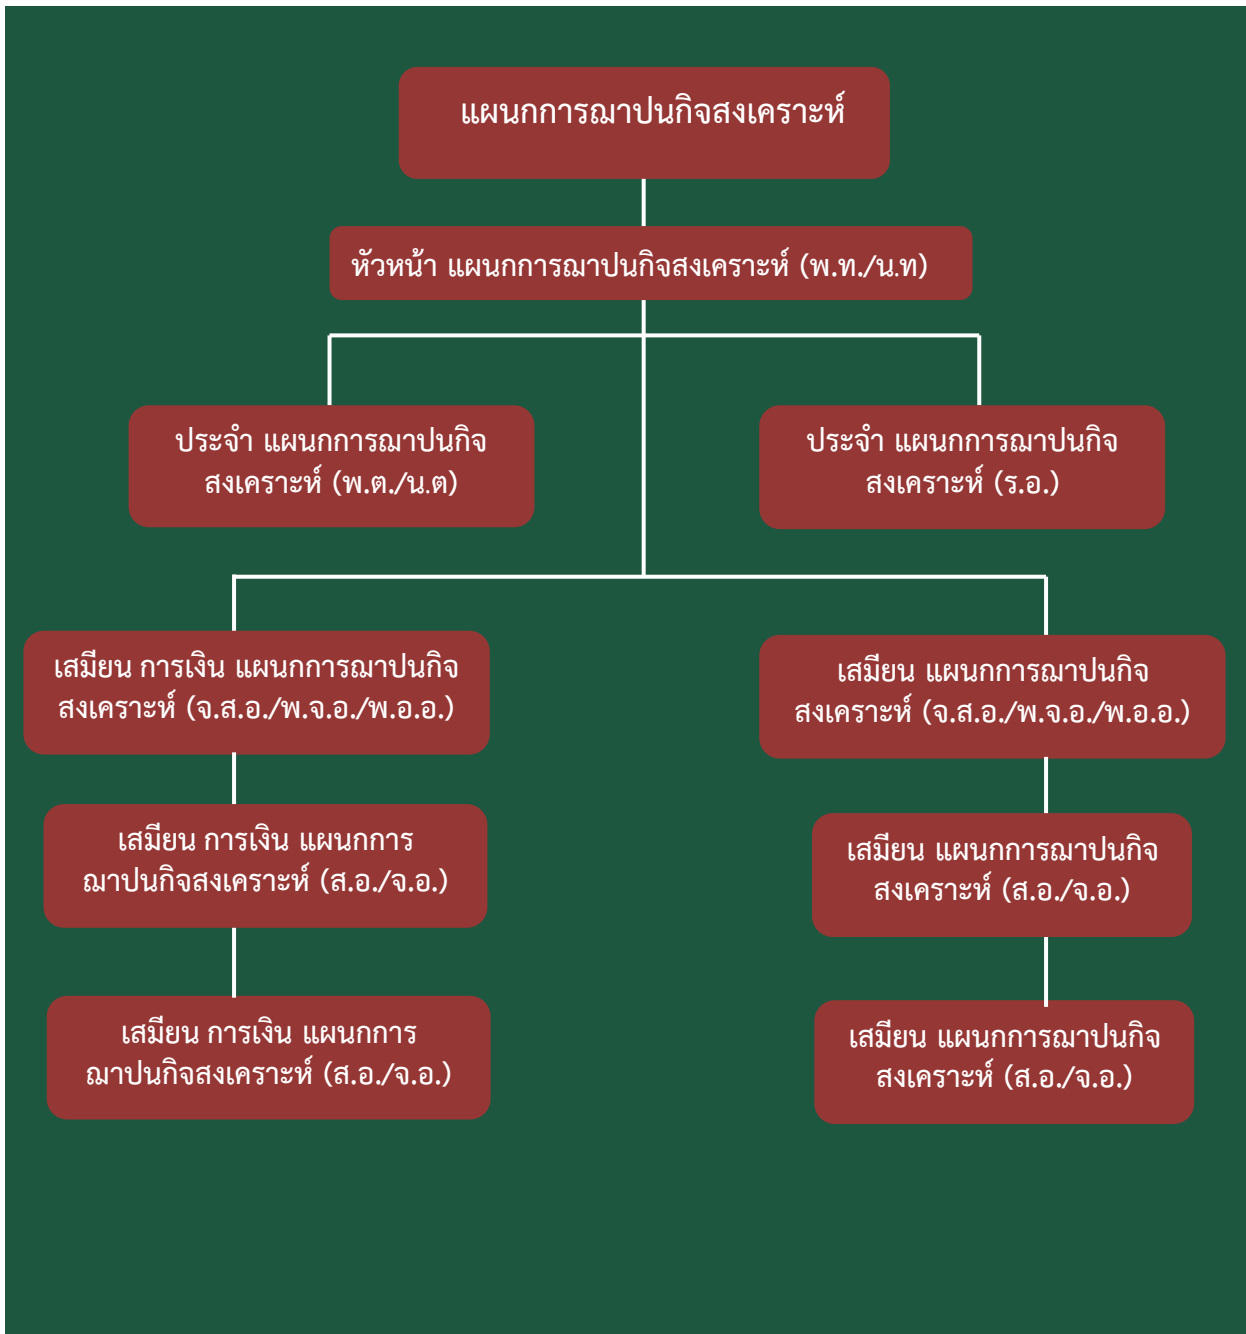 แผนกการฌาปนกิจสงเคราะห์
หัวหน้า แผนกการฌาปนกิจสงเคราะห์ (พ.ท./น.ท)
ประจำ แผนกการฌาปนกิจ
สงเคราะห์ (พ.ต./น.ต)
ประจำ แผนกการฌาปนกิจ
สงเคราะห์ (ร.อ.)
เสมียน การเงิน แผนกการฌาปนกิจ
สงเคราะห์ (จ.ส.อ./พ.จ.อ./พ.อ.อ.)
เสมียน แผนกการฌาปนกิจ
สงเคราะห์ (จ.ส.อ./พ.จ.อ./พ.อ.อ.)
เสมียน การเงิน แผนกการ
ฌาปนกิจสงเคราะห์ (ส.อ./จ.อ.)
เสมียน แผนกการฌาปนกิจ
สงเคราะห์ (ส.อ./จ.อ.)
เสมียน การเงิน แผนกการ
ฌาปนกิจสงเคราะห์ (ส.อ./จ.อ.)
เสมียน แผนกการฌาปนกิจ
สงเคราะห์ (ส.อ./จ.อ.)